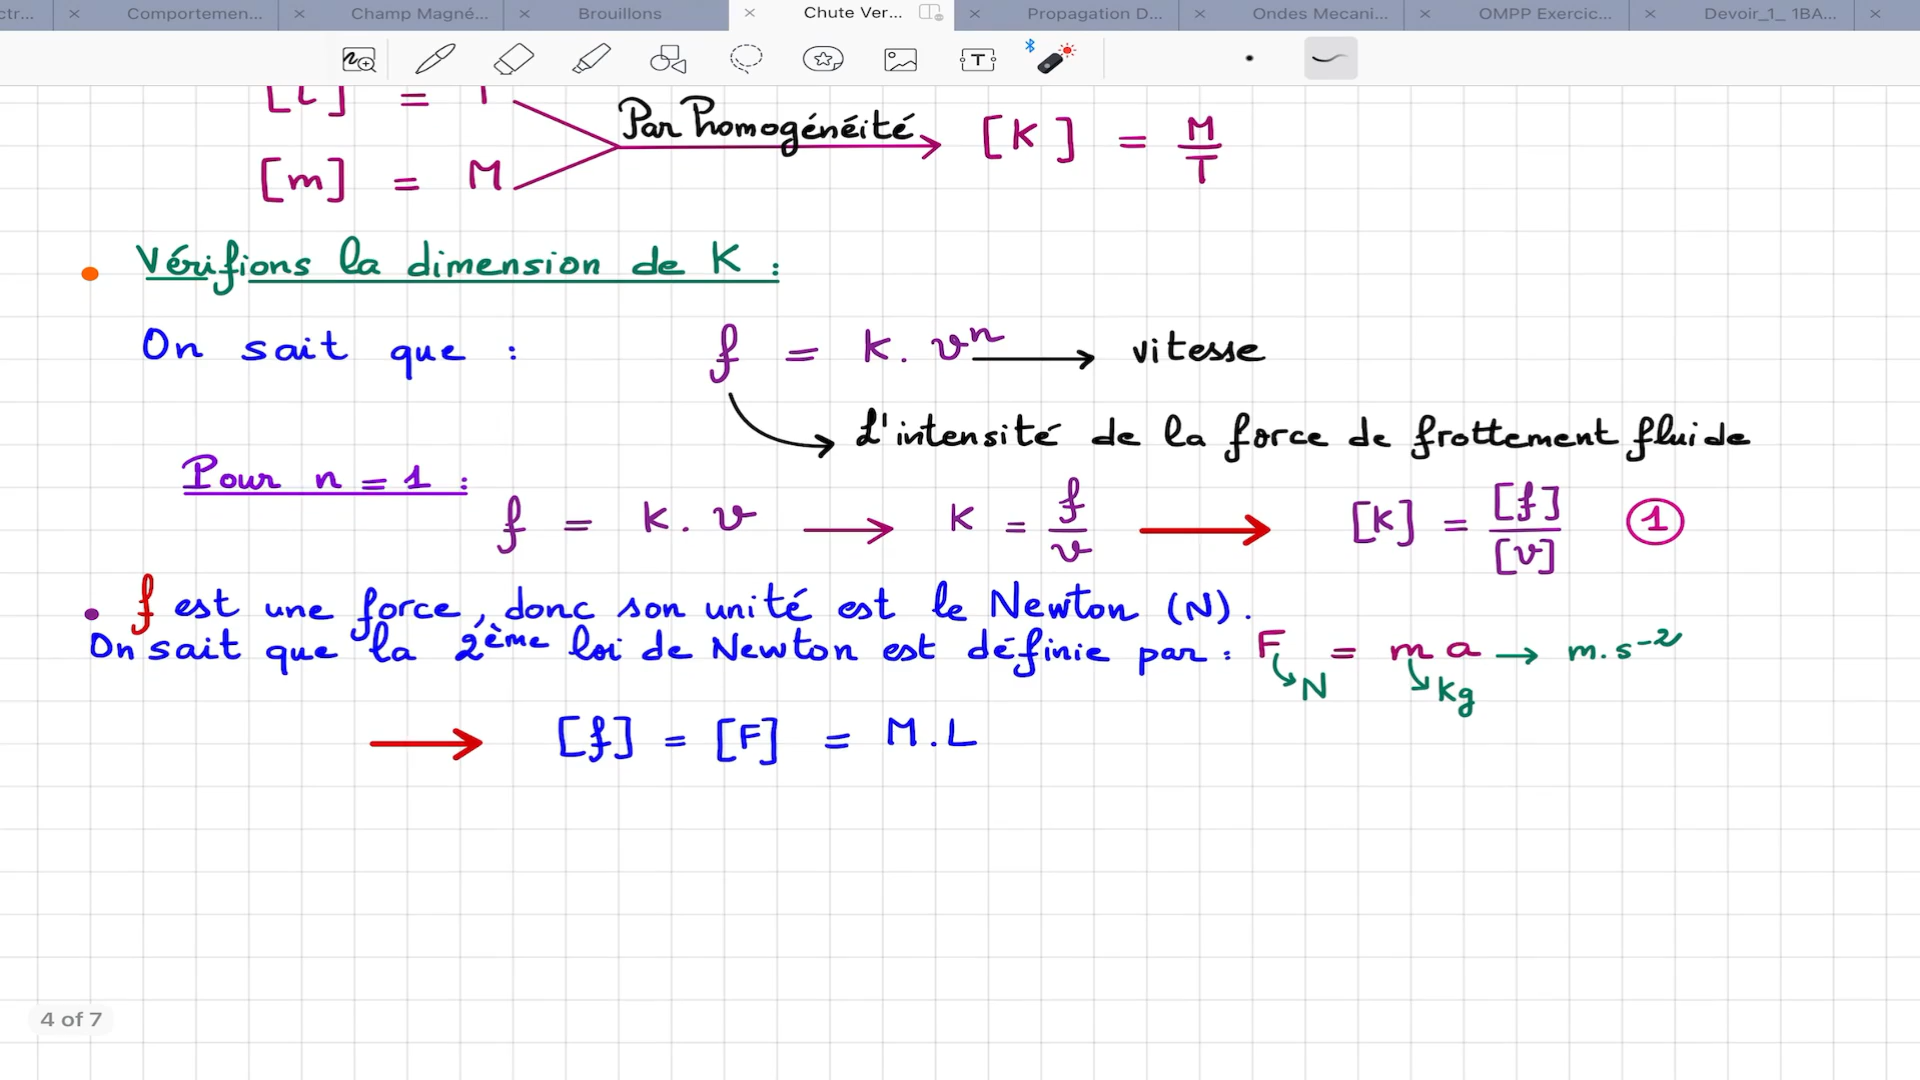 ctr... × Comportemen... × Champ Magné... × Brouillons × Chute Ver... × Propagation D... × Ondes Mecani... × OMPP Exercic... × Devoir_1_ 1BA... ×
T
[m] = M
Par homogénéité [K] = M/T
• Vérifions la dimension de K :
On sait que : f = K. vⁿ → vitesse
→ L'intensité de la force de frottement fluide
Pour n = 1 :
f = K. v → K = f/v → [K] = [f]/[v] ①
• f est une force, donc son unité est le Newton (N).
On sait que la 2ème loi de Newton est définie par : F = m a → m.s⁻²
N Kg
→ [f] = [F] = M.L
4 of 7